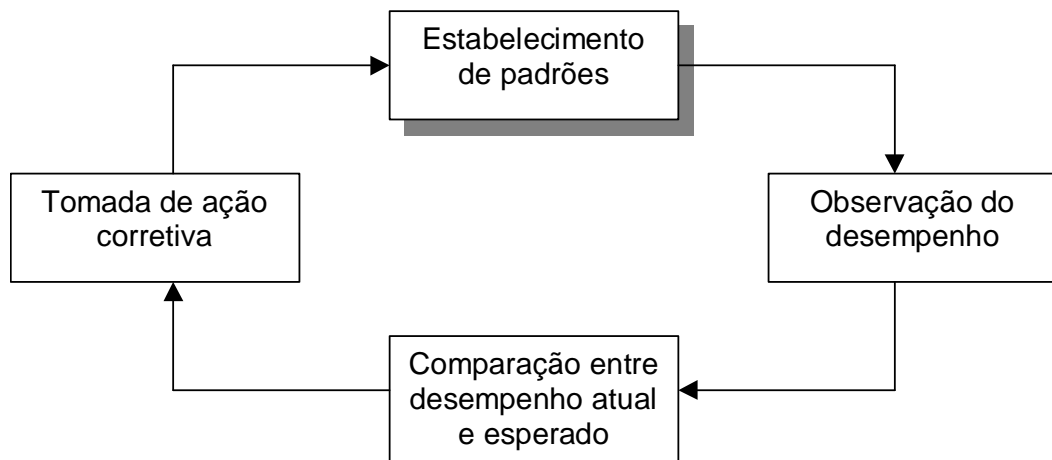 Estabelecimento
de padrões
Observação do
desempenho
Comparação entre
desempenho atual
e esperado
Tomada de ação
corretiva